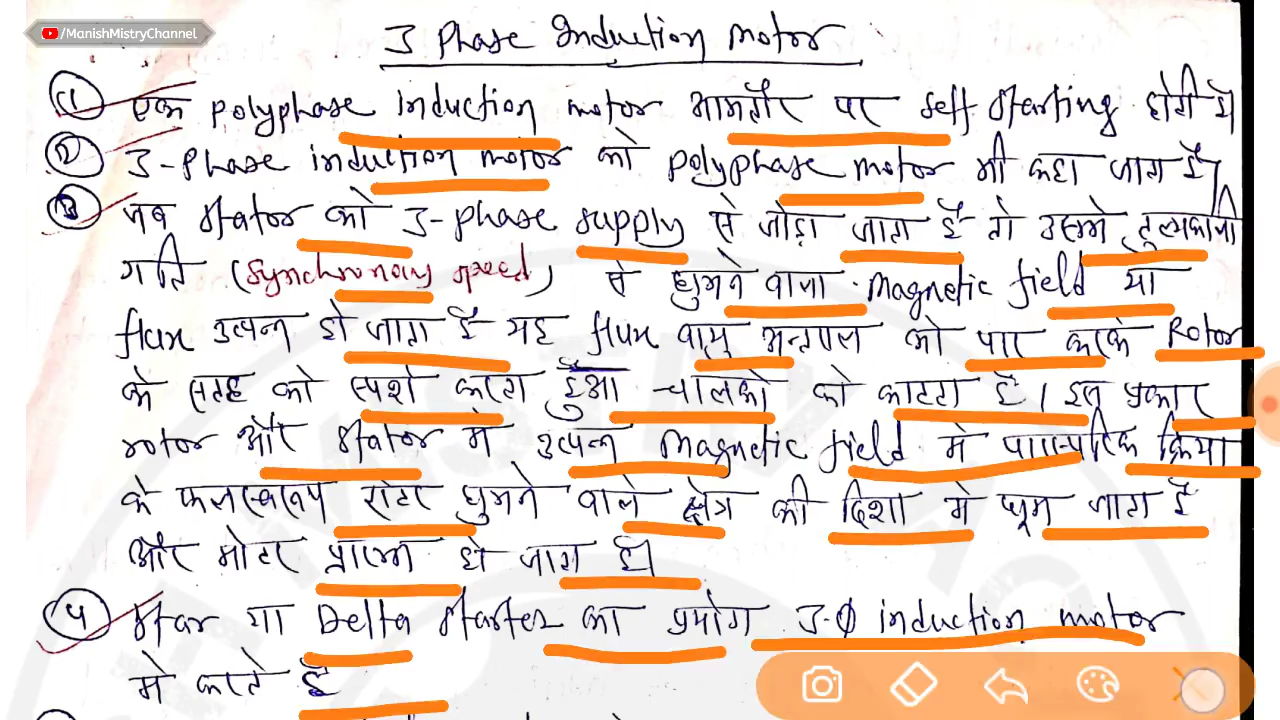 /ManishMistryChannel
3 Phase Induction Motor
(1) एक polyphase induction motor आमतौर पर self starting होती है
(2) 3-Phase induction motor को polyphase motor भी कहा जाता है।
(3) जब stator को 3-phase supply से जोड़ा जाता है तो उसमे तुल्यकाली
गति (synchronous speed) से घुमने वाला magnetic field या
flux उत्पन्न हो जाता है यह flux वायु अन्तराल को पार करके Rotor
के सतह को स्पर्श करता हुआ चालको को काटता है। इस प्रकार
rotor और stator मे उत्पन्न magnetic field मे पारस्परिक क्रिया
के फलस्वरूप रोटर घुमने वाले क्षेत्र की दिशा मे घूम जाता है
और मोटर प्रारम्भ हो जाता है।
(4) Star या Delta starter का प्रयोग 3-Φ induction motor
मे करते है